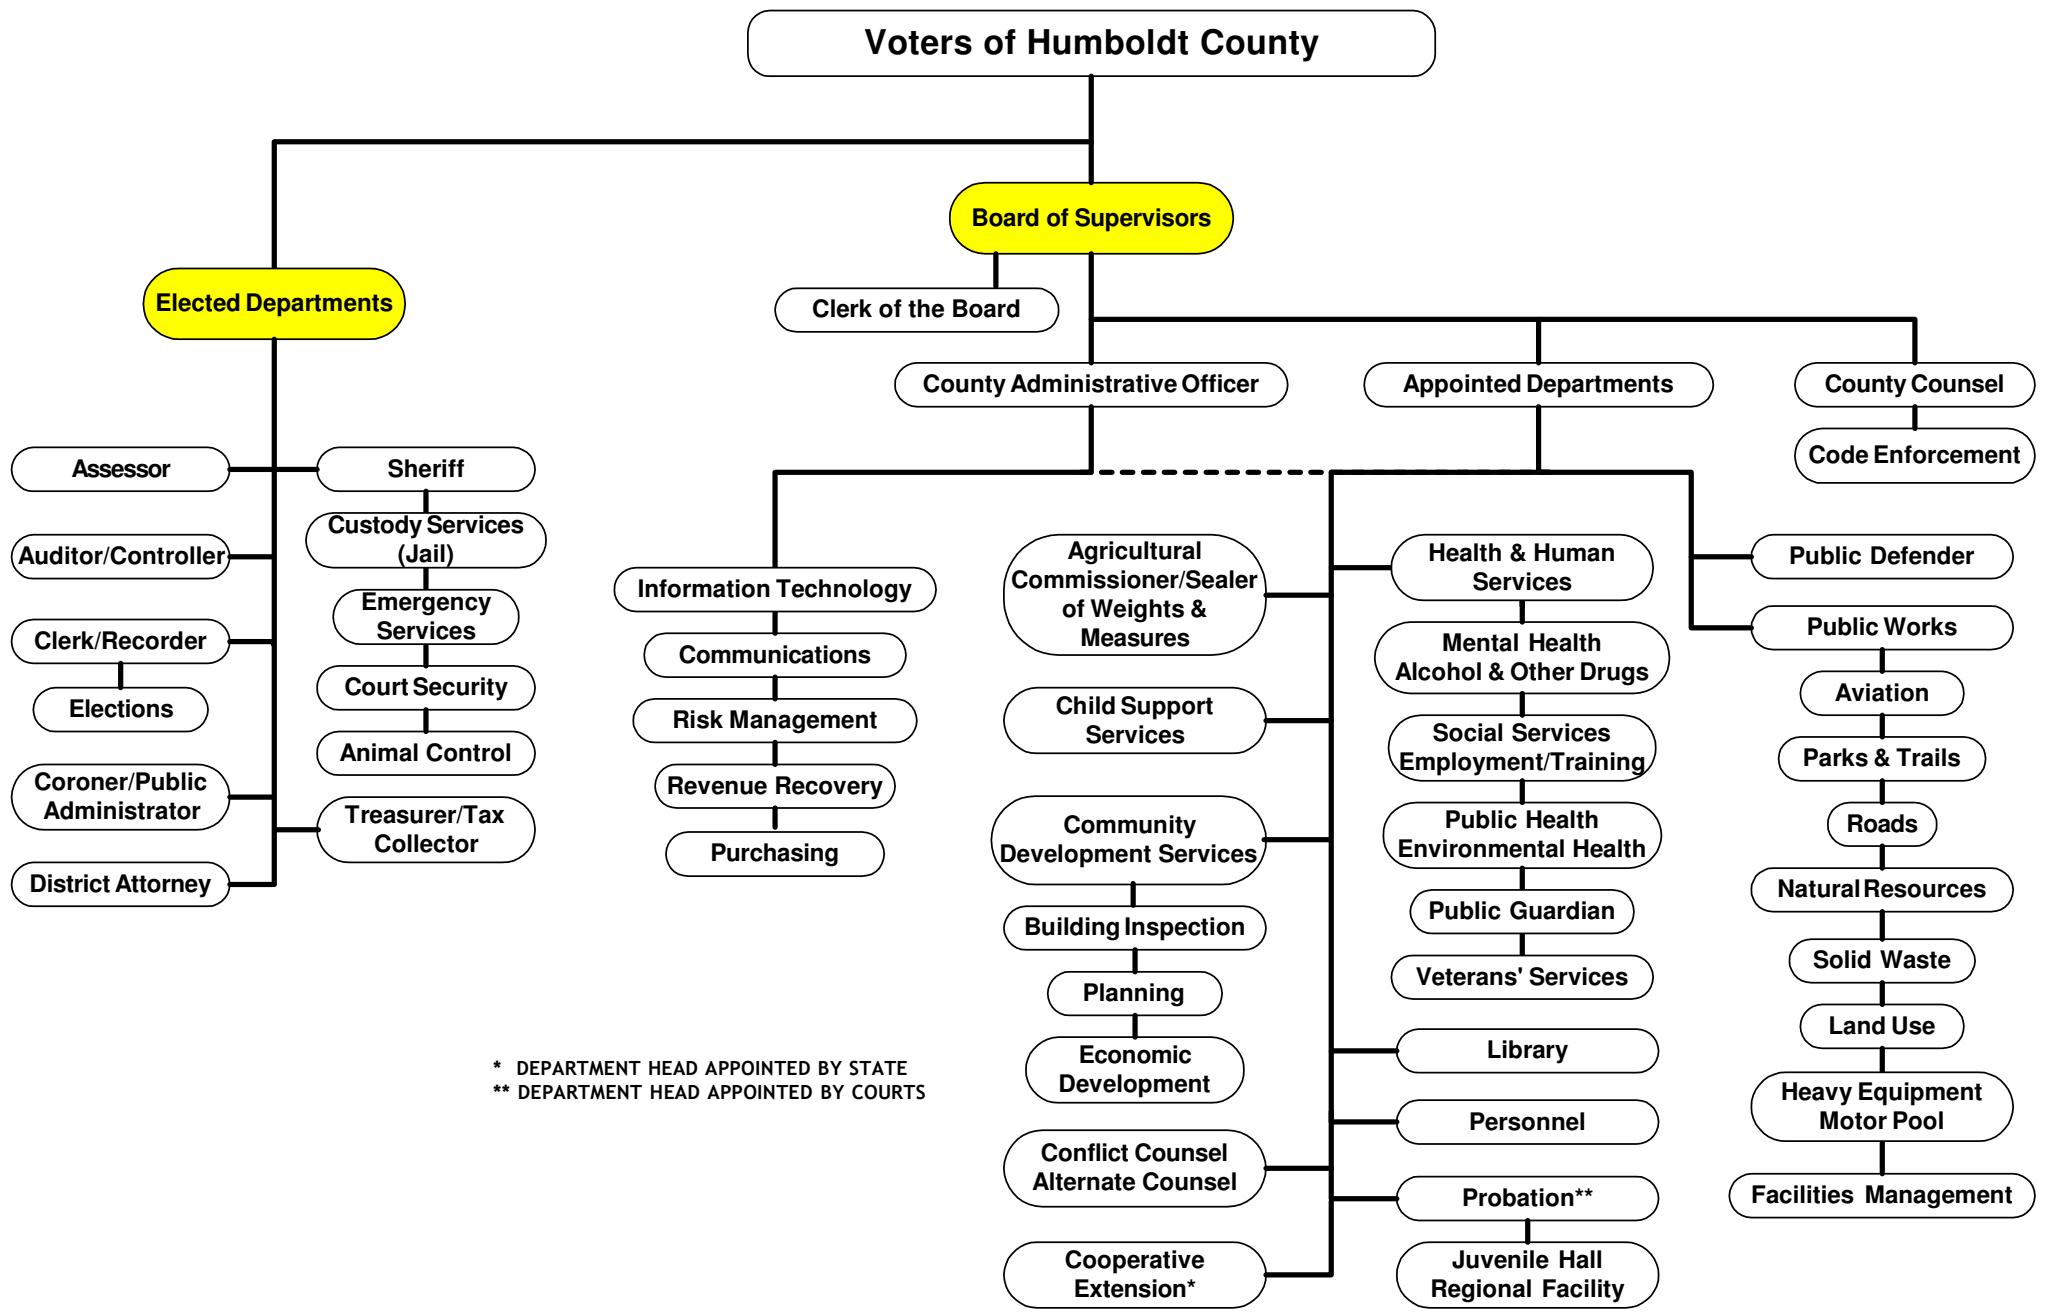 Voters of Humboldt County
Board of Supervisors
Elected Departments
Clerk of the Board
County Administrative Officer
Appointed Departments
County Counsel
Code Enforcement
Assessor
Sheriff
Custody Services
(Jail)
Auditor/Controller
Emergency
Services
Clerk/Recorder
Court Security
Elections
Animal Control
Coroner/Public
Administrator
Treasurer/Tax
Collector
District Attorney
Information Technology
Communications
Risk Management
Revenue Recovery
Purchasing
Agricultural
Commissioner/Sealer
of Weights &
Measures
Child Support
Services
Community
Development Services
Building Inspection
Planning
Economic
Development
Conflict Counsel
Alternate Counsel
Cooperative
Extension*
Health & Human
Services
Mental Health
Alcohol & Other Drugs
Social Services
Employment/Training
Public Health
Environmental Health
Public Guardian
Veterans' Services
Library
Personnel
Probation**
Juvenile Hall
Regional Facility
Public Defender
Public Works
Aviation
Parks & Trails
Roads
Natural Resources
Solid Waste
Land Use
Heavy Equipment
Motor Pool
Facilities Management
* DEPARTMENT HEAD APPOINTED BY STATE
** DEPARTMENT HEAD APPOINTED BY COURTS